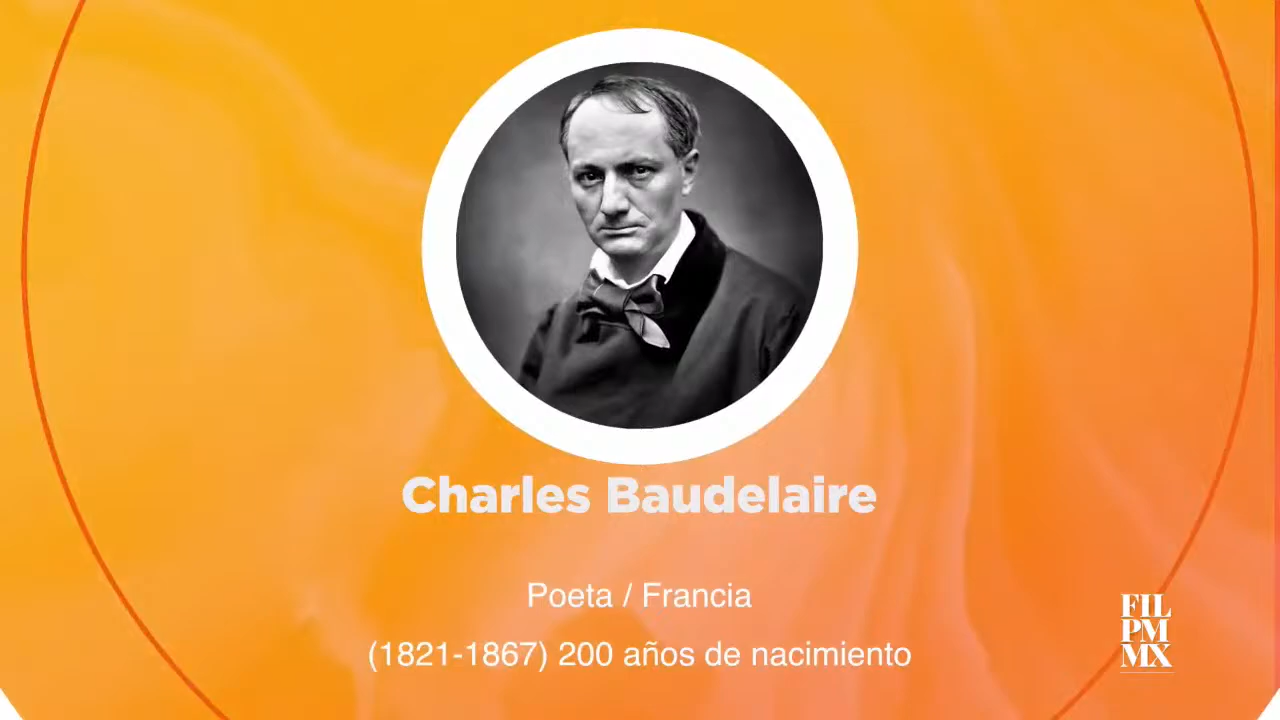 Charles Baudelaire
Poeta / Francia
(1821-1867) 200 años de nacimiento
FIL
PM
MX